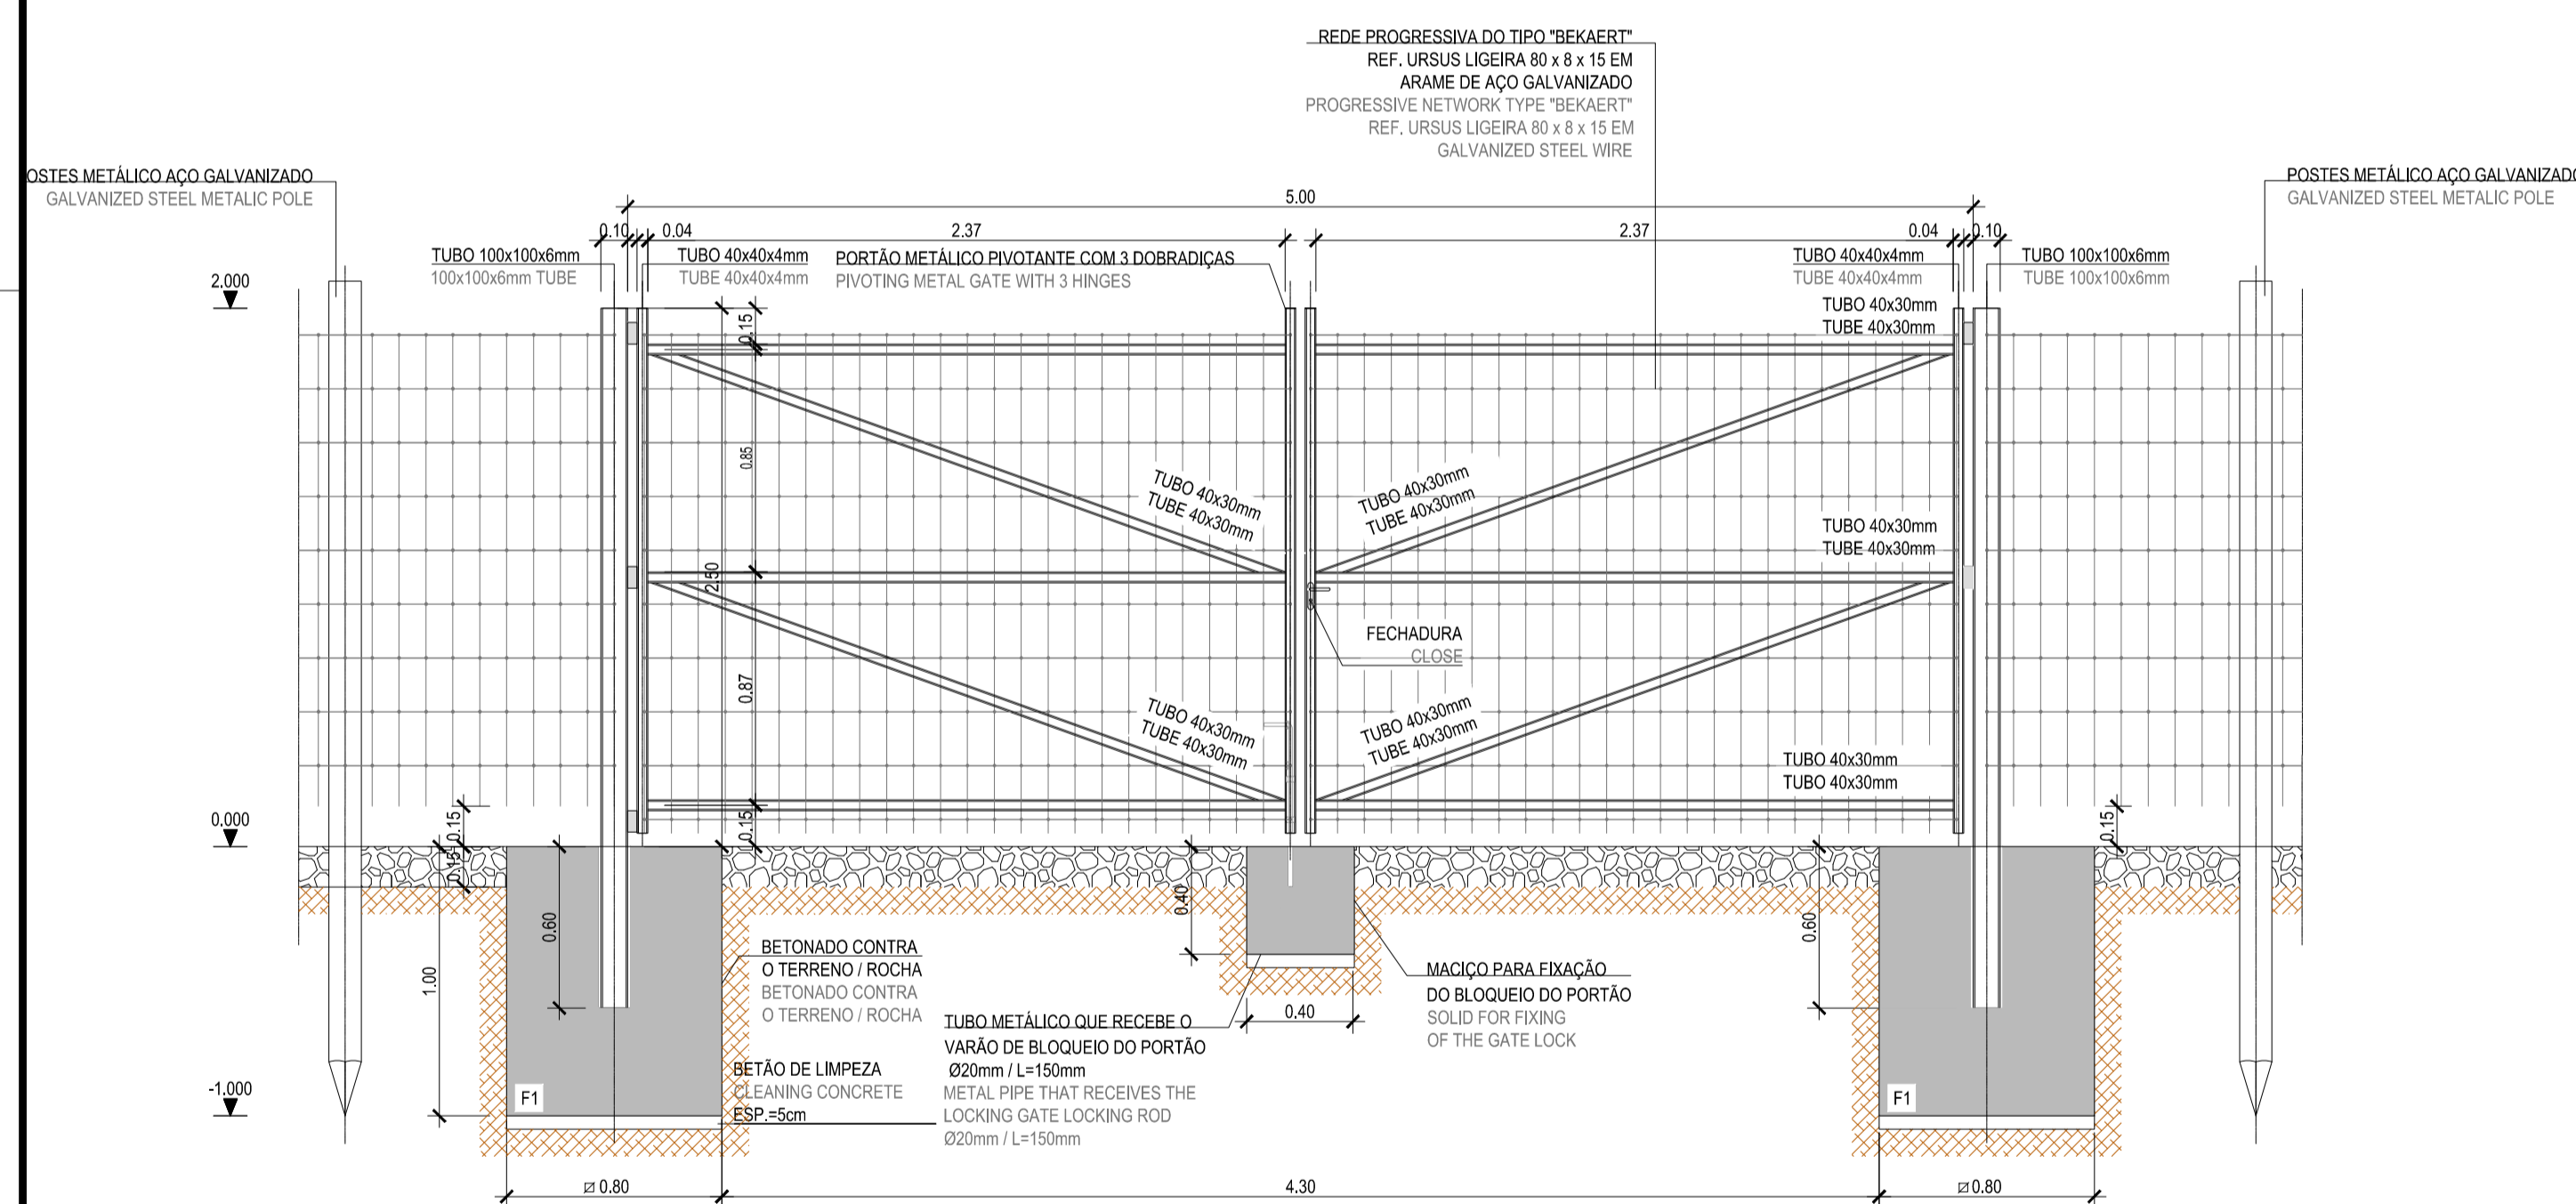 REDE PROGRESSIVA DO TIPO "BEKAERT"
REF. URSUS LIGEIRA 80 x 8 x 15 EM
ARAME DE AÇO GALVANIZADO
PROGRESSIVE NETWORK TYPE "BEKAERT"
REF. URSUS LIGEIRA 80 x 8 x 15 EM
GALVANIZED STEEL WIRE
OSTES METÁLICO AÇO GALVANIZADO
GALVANIZED STEEL METALIC POLE
POSTES METÁLICO AÇO GALVANIZADO
GALVANIZED STEEL METALIC POLE
5.00
0.10
0.04
2.37
2.37
0.04
0.10
TUBO 100x100x6mm
100x100x6mm TUBE
TUBO 40x40x4mm
TUBE 40x40x4mm
PORTÃO METÁLICO PIVOTANTE COM 3 DOBRADIÇAS
PIVOTING METAL GATE WITH 3 HINGES
TUBO 40x40x4mm
TUBE 40x40x4mm
TUBO 100x100x6mm
TUBE 100x100x6mm
2.000
TUBO 40x30mm
TUBE 40x30mm
0.15
0.85
TUBO 40x30mm
TUBE 40x30mm
TUBO 40x30mm
TUBE 40x30mm
TUBO 40x30mm
TUBE 40x30mm
2.50
FECHADURA
CLOSE
0.87
TUBO 40x30mm
TUBE 40x30mm
TUBO 40x30mm
TUBE 40x30mm
TUBO 40x30mm
TUBO 40x30mm
0.000
0.15
0.15
0.15
0.15
0.60
0.40
0.60
1.00
BETONADO CONTRA
O TERRENO / ROCHA
BETONADO CONTRA
O TERRENO / ROCHA
MACIÇO PARA FIXAÇÃO
DO BLOQUEIO DO PORTÃO
SOLID FOR FIXING
OF THE GATE LOCK
0.40
TUBO METÁLICO QUE RECEBE O
VARÃO DE BLOQUEIO DO PORTÃO
Ø20mm / L=150mm
METAL PIPE THAT RECEIVES THE
LOCKING GATE LOCKING ROD
Ø20mm / L=150mm
BETÃO DE LIMPEZA
CLEANING CONCRETE
ESP.=5cm
-1.000
F1
F1
0.80
4.30
0.80